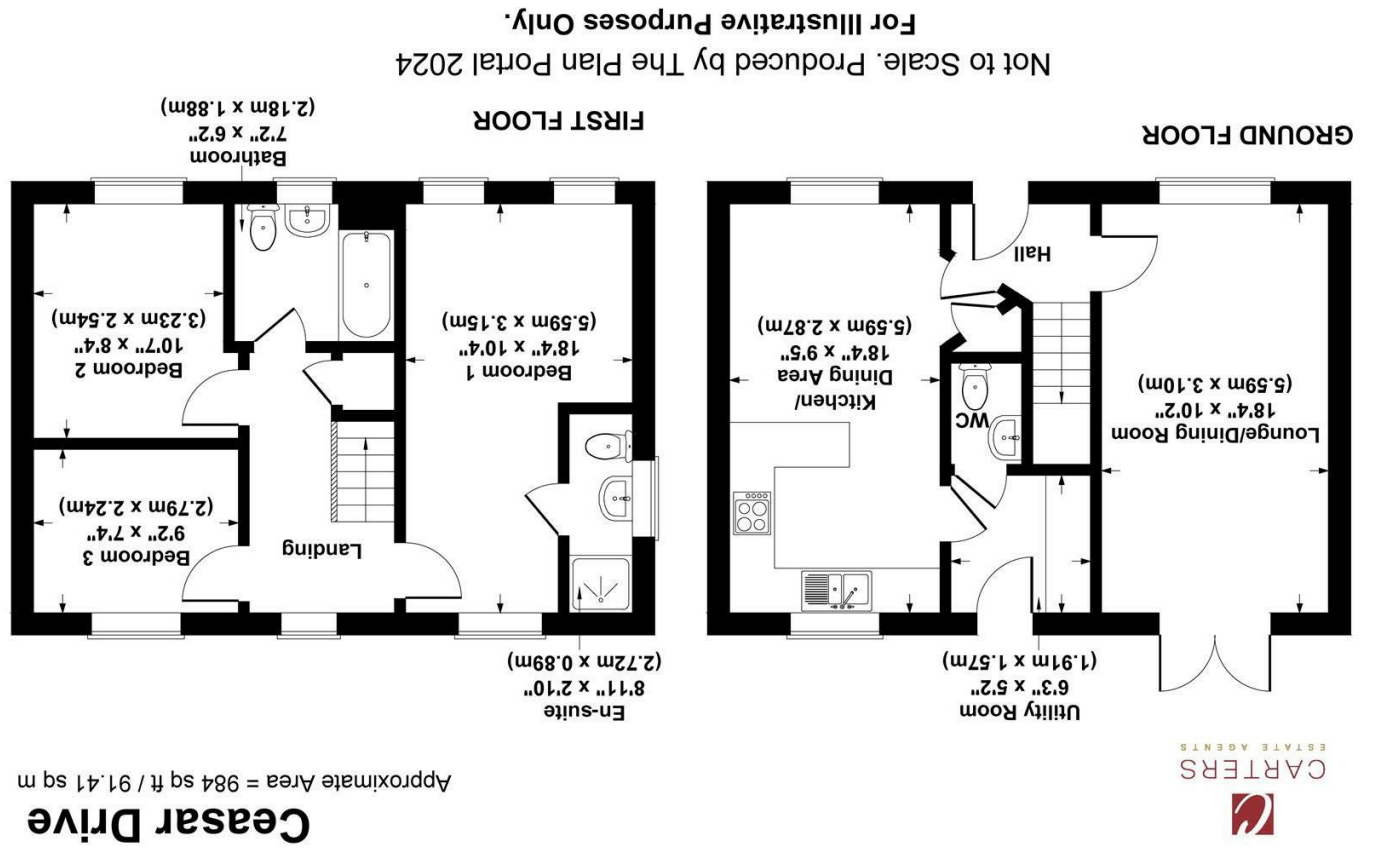 Ceasar Drive
Approximate Area = 984 sq ft / 91.41 sq m
CARTERS
ESTATE AGENTS
Utility Room
6'3" x 5'2"
(1.91m x 1.57m)
Lounge/Dining Room
18'4" x 10'2"
(5.59m x 3.10m)
WC
Kitchen/
Dining Area
18'4" x 9'5"
(5.59m x 2.87m)
Hall
GROUND FLOOR
En-suite
8'11" x 2'10"
(2.72m x 0.89m)
Landing
Bedroom 3
9'2" x 7'4"
(2.79m x 2.24m)
Bedroom 1
18'4" x 10'4"
(5.59m x 3.15m)
Bedroom 2
10'7" x 8'4"
(3.23m x 2.54m)
Bathroom
7'2" x 6'2"
(2.18m x 1.88m)
FIRST FLOOR
Not to Scale. Produced by The Plan Portal 2024
For Illustrative Purposes Only.